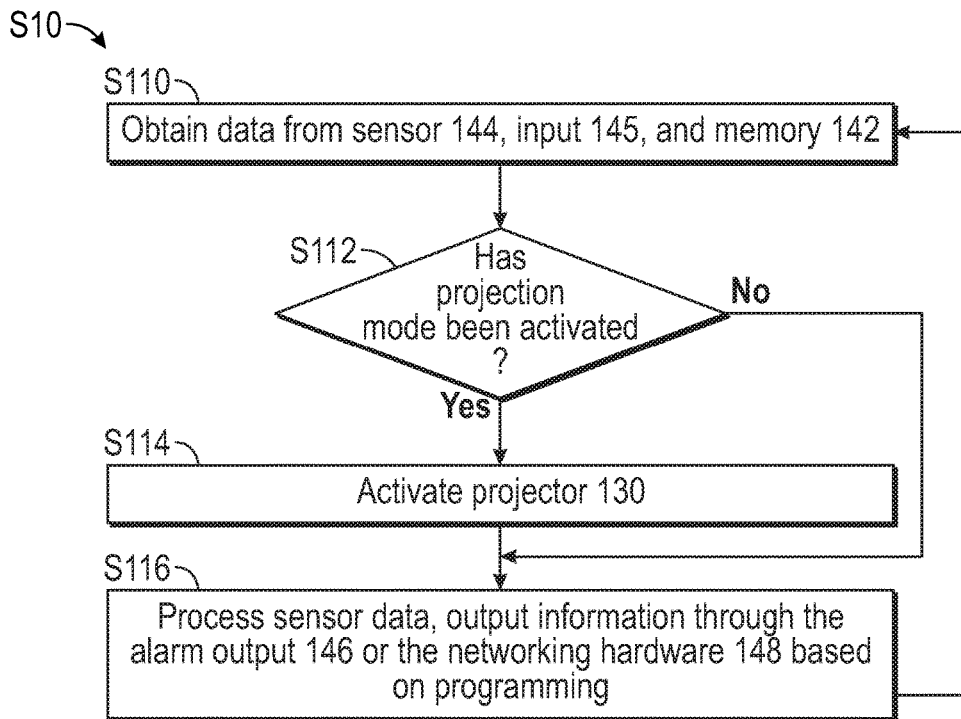 S10
S110
Obtain data from sensor 144, input 145, and memory 142
S112
Has
projection
mode been activated
?
No
Yes
S114
Activate projector 130
S116
Process sensor data, output information through the
alarm output 146 or the networking hardware 148 based
on programming